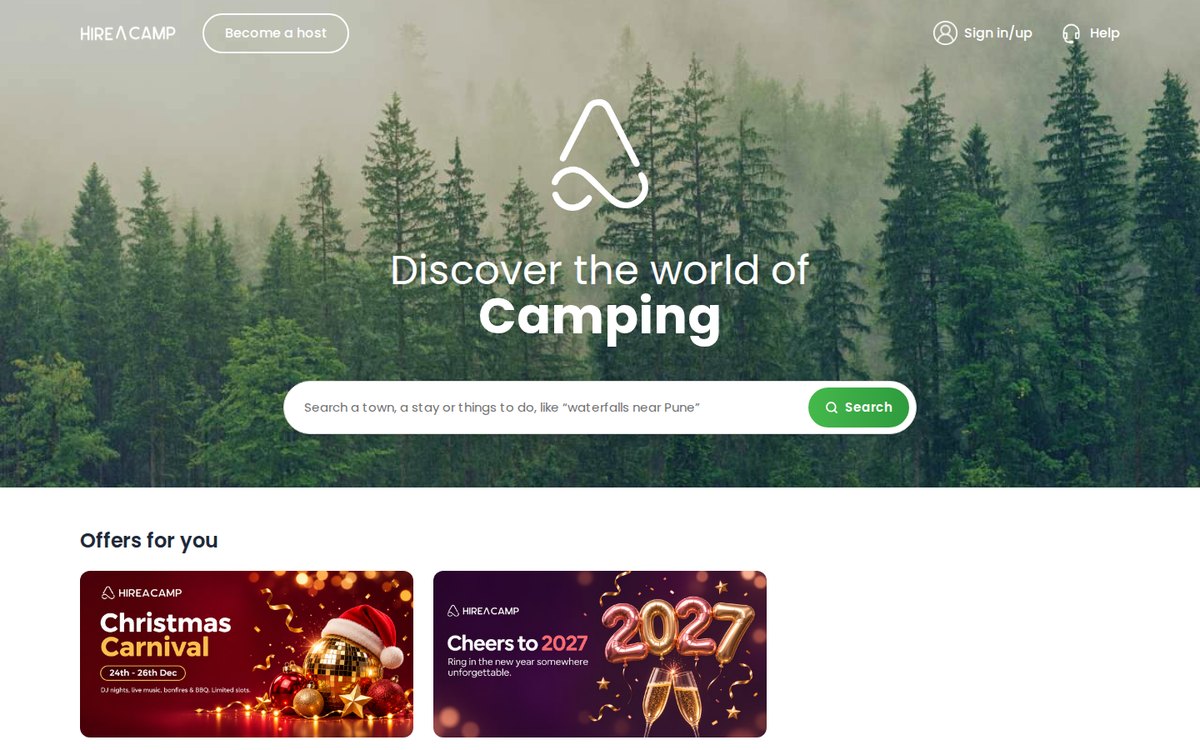 HIREACAMP
Become a host
Sign in/up
Help
Discover the world of
Camping
Search a town, a stay or things to do, like “waterfalls near Pune”
Search
Offers for you
HIREACAMP
Christmas
Carnival
24th - 26th Dec
DJ nights, live music, bonfires & BBQ. Limited slots.
HIREACAMP
Cheers to 2027
Ring in the new year somewhere
unforgettable.
2027